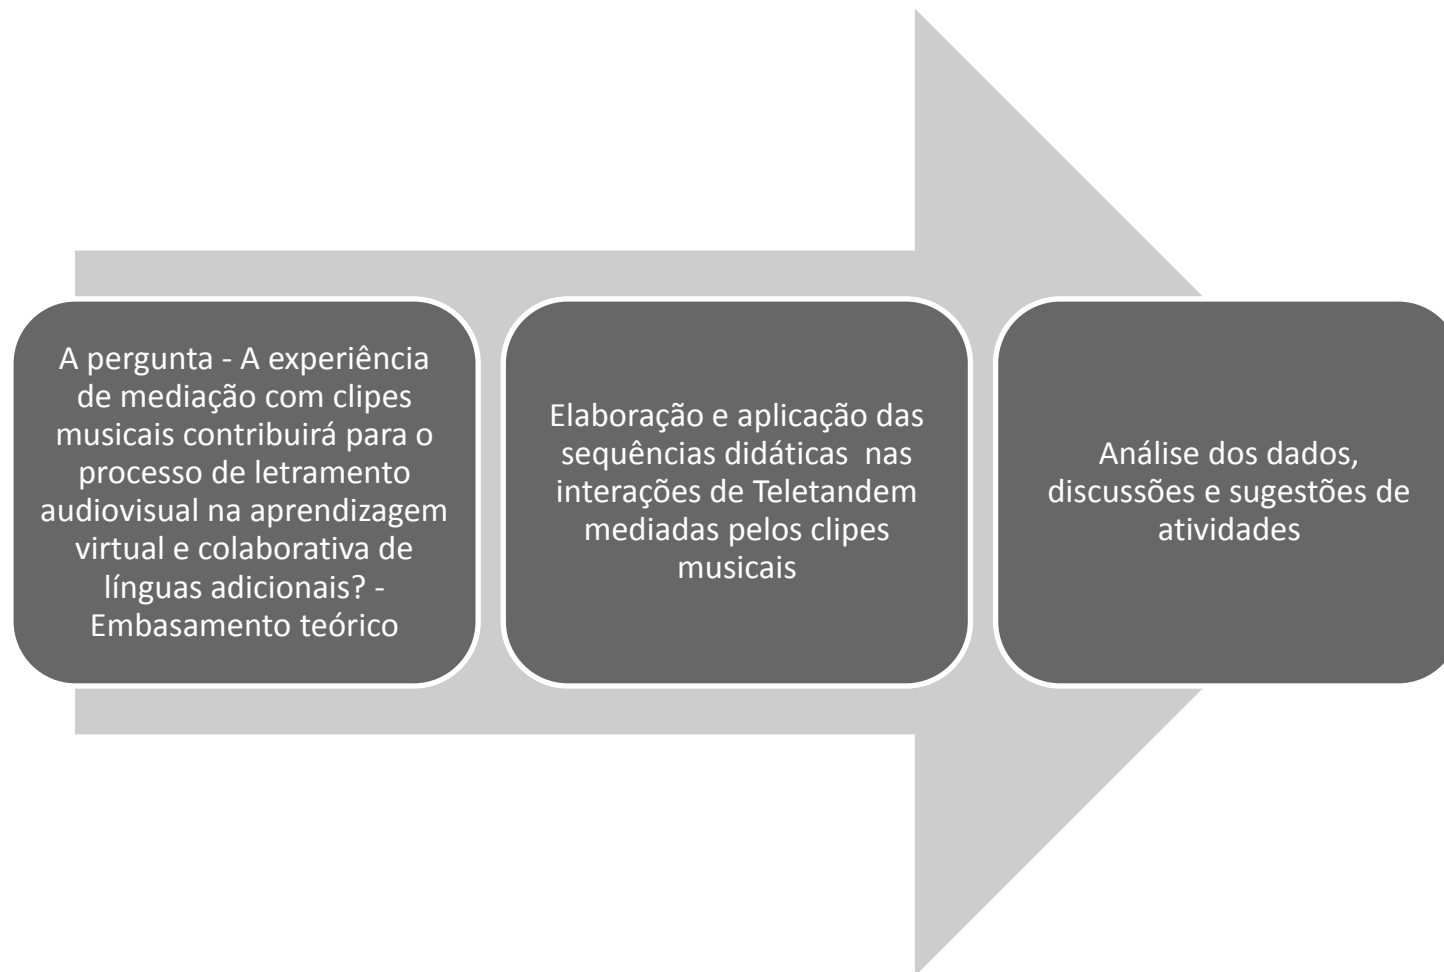 A pergunta - A experiência
de mediação com clipes
musicais contribuirá para o
processo de letramento
audiovisual na aprendizagem
virtual e colaborativa de
línguas adicionais? -
Embasamento teórico
Elaboração e aplicação das
sequências didáticas  nas
interações de Teletandem
mediadas pelos clipes
musicais
Análise dos dados,
discussões e sugestões de
atividades